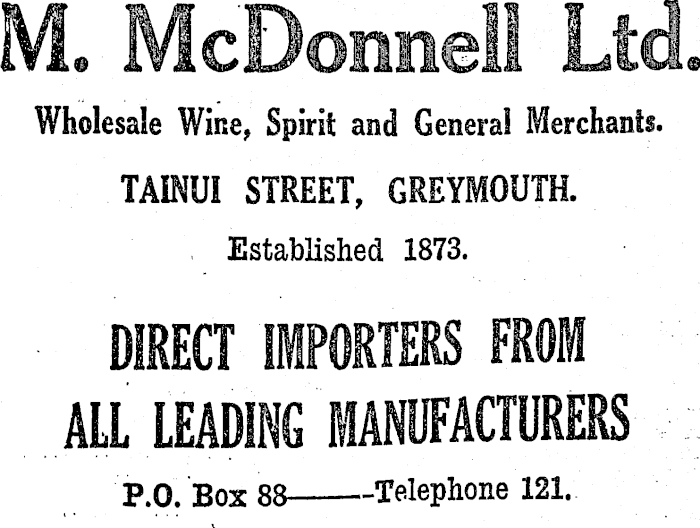 M. McDonnell Ltd.
Wholesale Wine, Spirit and General Merchants.
TAINUI STREET, GREYMOUTH.
Established 1873.
DIRECT IMPORTERS FROM
ALL LEADING MANUFACTURERS
P.O. Box 88———Telephone 121.